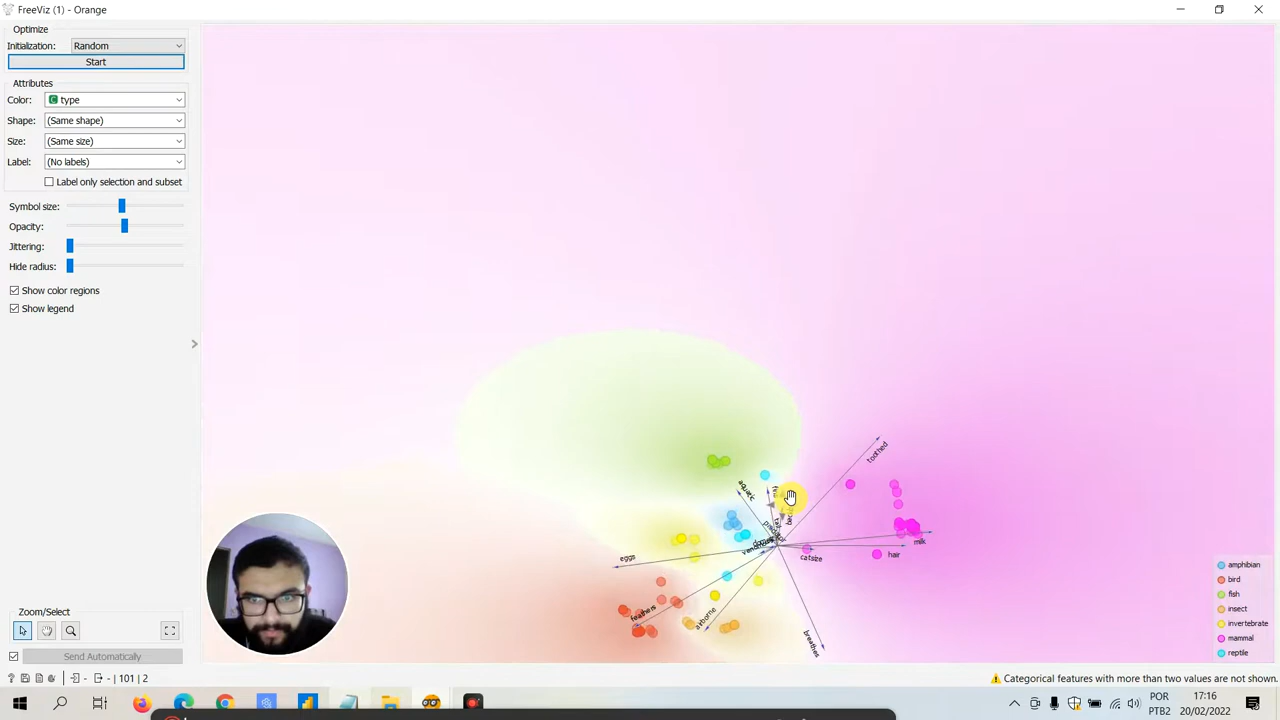 FreeViz (1) - Orange
Optimize
Initialization: Random
Start
Attributes
Color: C type
Shape: (Same shape)
Size: (Same size)
Label: (No labels)
Label only selection and subset
Symbol size:
Opacity:
Jittering:
Hide radius:
Show color regions
Show legend
toothed
aquatic
milk
hair
catsize
eggs
feathers
airborne
breathes
amphibian
bird
fish
insect
invertebrate
mammal
reptile
Zoom/Select
Send Automatically
? | 101 | 2
Categorical features with more than two values are not shown.
POR
PTB2
17:16
20/02/2022